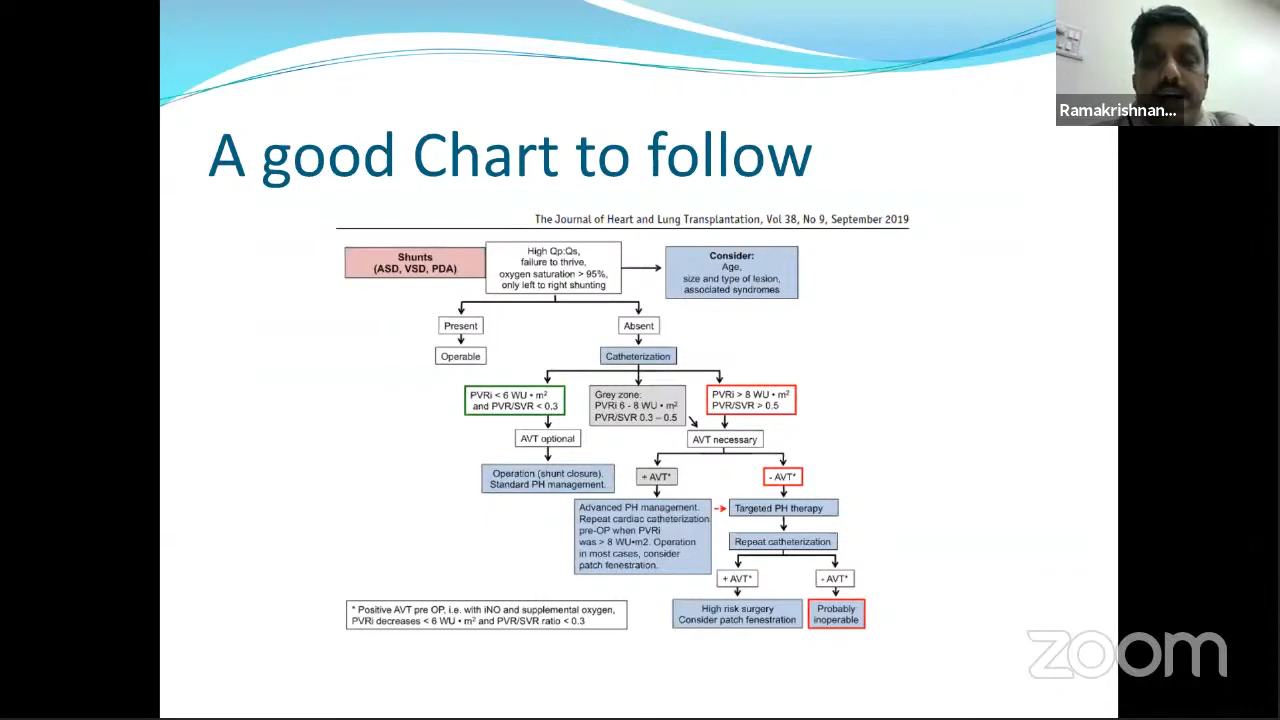 Ramakrishnan...
A good Chart to follow
The Journal of Heart and Lung Transplantation, Vol 38, No 9, September 2019
Shunts
(ASD, VSD, PDA)
High Qp:Qs,
failure to thrive,
oxygen saturation > 95%,
only left to right shunting
Consider:
Age,
size and type of lesion,
associated syndromes
Present
Absent
Operable
Catheterization
PVRi < 6 WU • m²
and PVR/SVR < 0.3
Grey zone:
PVRi 6 - 8 WU • m²
PVR/SVR 0.3 – 0.5
PVRi > 8 WU • m²
PVR/SVR > 0.5
AVT optional
AVT necessary
Operation (shunt closure).
Standard PH management.
+ AVT*
- AVT*
Advanced PH management.
Repeat cardiac catheterization
pre-OP when PVRi
was > 8 WU•m2. Operation
in most cases, consider
patch fenestration.
Targeted PH therapy
Repeat catheterization
+ AVT*
- AVT*
High risk surgery
Consider patch fenestration
Probably
inoperable
* Positive AVT pre OP, i.e. with iNO and supplemental oxygen,
PVRi decreases < 6 WU • m² and PVR/SVR ratio < 0.3
zoom